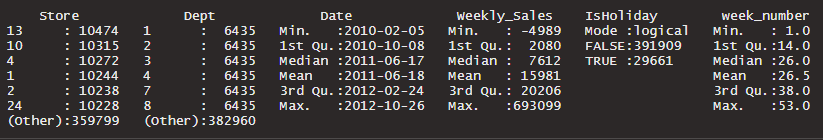 Store             Dept             Date             Weekly_Sales     IsHoliday        week_number
13     : 10474   1      :  6435   Min.   :2010-02-05   Min.   : -4989   Mode :logical   Min.   : 1.0
10     : 10315   2      :  6435   1st Qu.:2010-10-08   1st Qu.:  2080   FALSE:391909    1st Qu.:14.0
4      : 10272   3      :  6435   Median :2011-06-17   Median :  7612   TRUE :29661     Median :26.0
1      : 10244   4      :  6435   Mean   :2011-06-18   Mean   : 15981                   Mean   :26.5
2      : 10238   7      :  6435   3rd Qu.:2012-02-24   3rd Qu.: 20206                   3rd Qu.:38.0
24     : 10228   8      :  6435   Max.   :2012-10-26   Max.   :693099                   Max.   :53.0
(Other):359799   (Other):382960